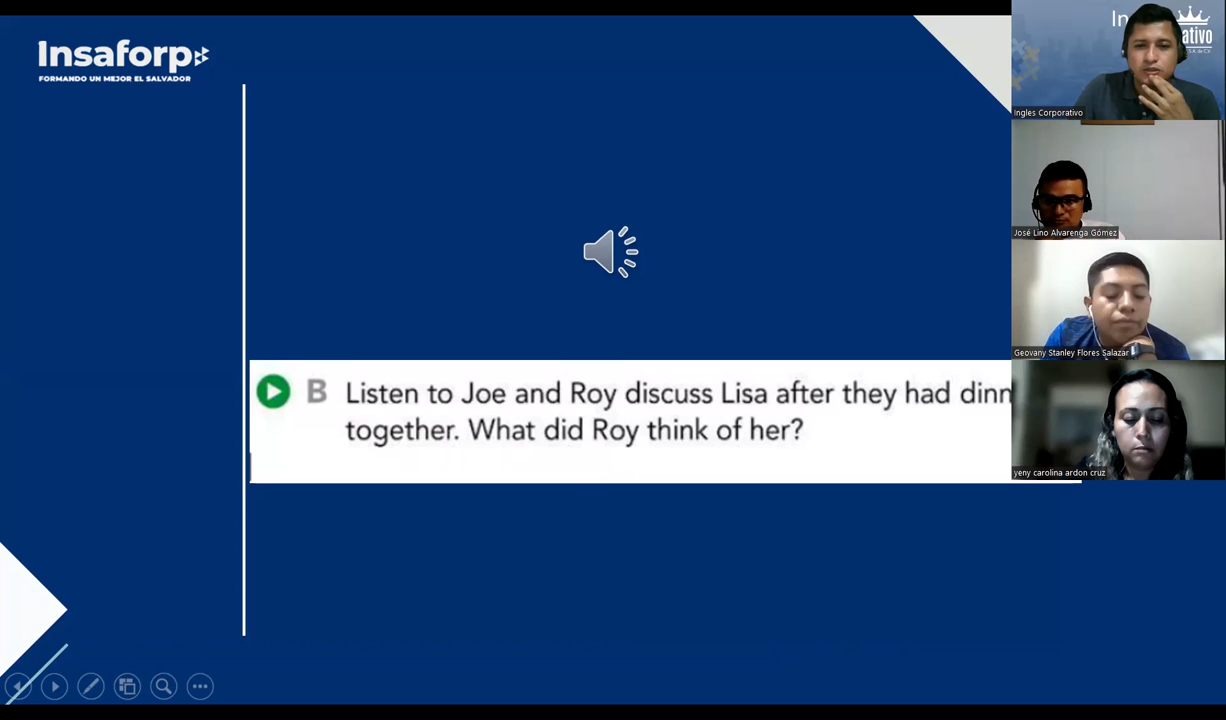 Insaforp
FORMANDO UN MEJOR EL SALVADOR
B Listen to Joe and Roy discuss Lisa after they had dinn
together. What did Roy think of her?
In
ativo
Ingles Corporativo
José Lino Alvarenga Gómez
Geovany Stanley Flores Salazar
yeny carolina ardon cruz